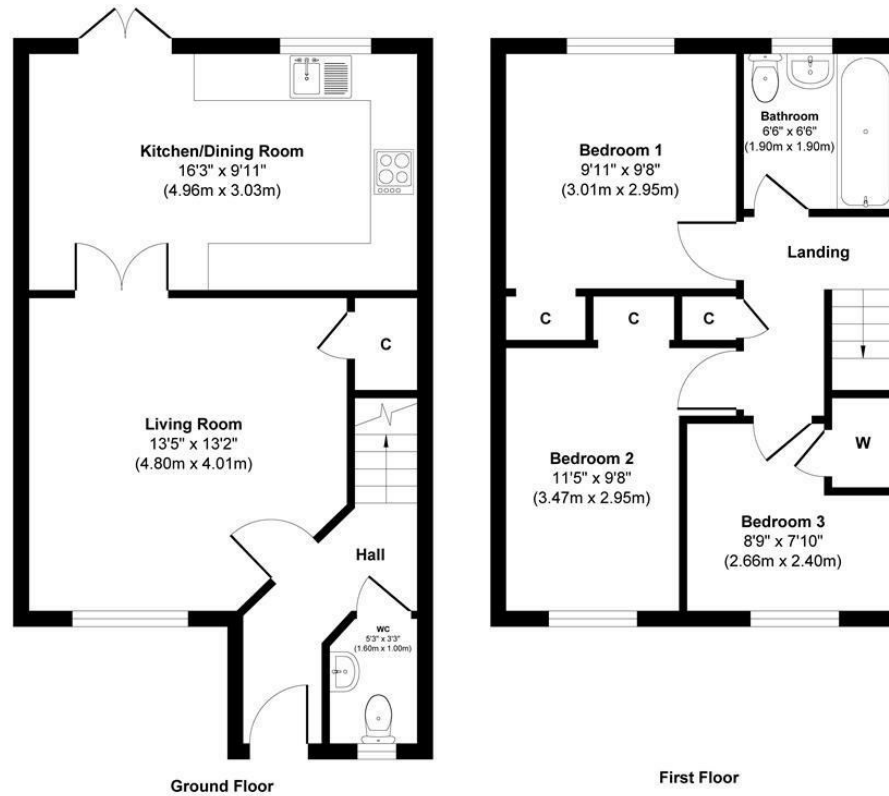 Kitchen/Dining Room
16'3" x 9'11"
(4.96m x 3.03m)
C
Living Room
13'5" x 13'2"
(4.80m x 4.01m)
Hall
WC
5'3" x 3'3"
(1.60m x 1.00m)
Ground Floor
Bedroom 1
9'11" x 9'8"
(3.01m x 2.95m)
Bathroom
6'6" x 6'6"
(1.90m x 1.90m)
Landing
C
C
C
Bedroom 2
11'5" x 9'8"
(3.47m x 2.95m)
W
Bedroom 3
8'9" x 7'10"
(2.66m x 2.40m)
First Floor